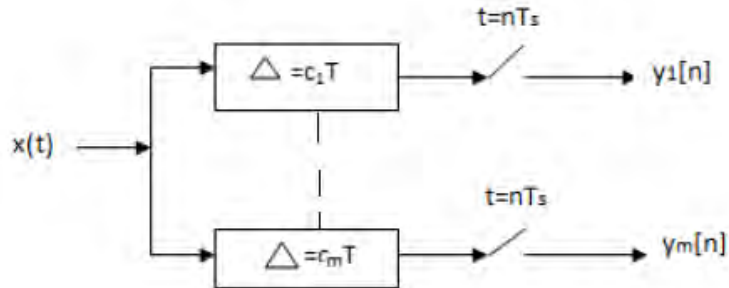 t=nTs
△ =c₁T
y₁[n]
x(t)
t=nTs
△ =cmT
ym[n]